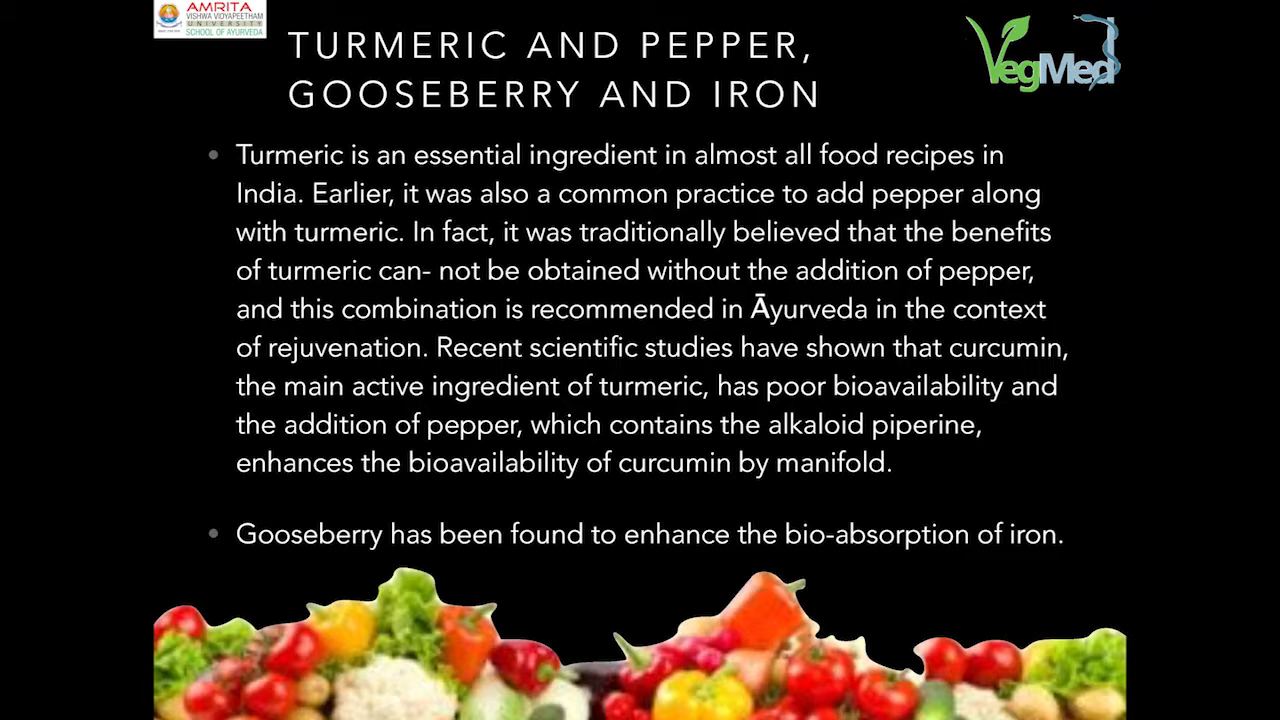 AMRITA
VISHWA VIDYAPEETHAM
UNIVERSITY
SCHOOL OF AYURVEDA
TURMERIC AND PEPPER,
GOOSEBERRY AND IRON
VegMed
• Turmeric is an essential ingredient in almost all food recipes in
India. Earlier, it was also a common practice to add pepper along
with turmeric. In fact, it was traditionally believed that the benefits
of turmeric can- not be obtained without the addition of pepper,
and this combination is recommended in Āyurveda in the context
of rejuvenation. Recent scientific studies have shown that curcumin,
the main active ingredient of turmeric, has poor bioavailability and
the addition of pepper, which contains the alkaloid piperine,
enhances the bioavailability of curcumin by manifold.
• Gooseberry has been found to enhance the bio-absorption of iron.